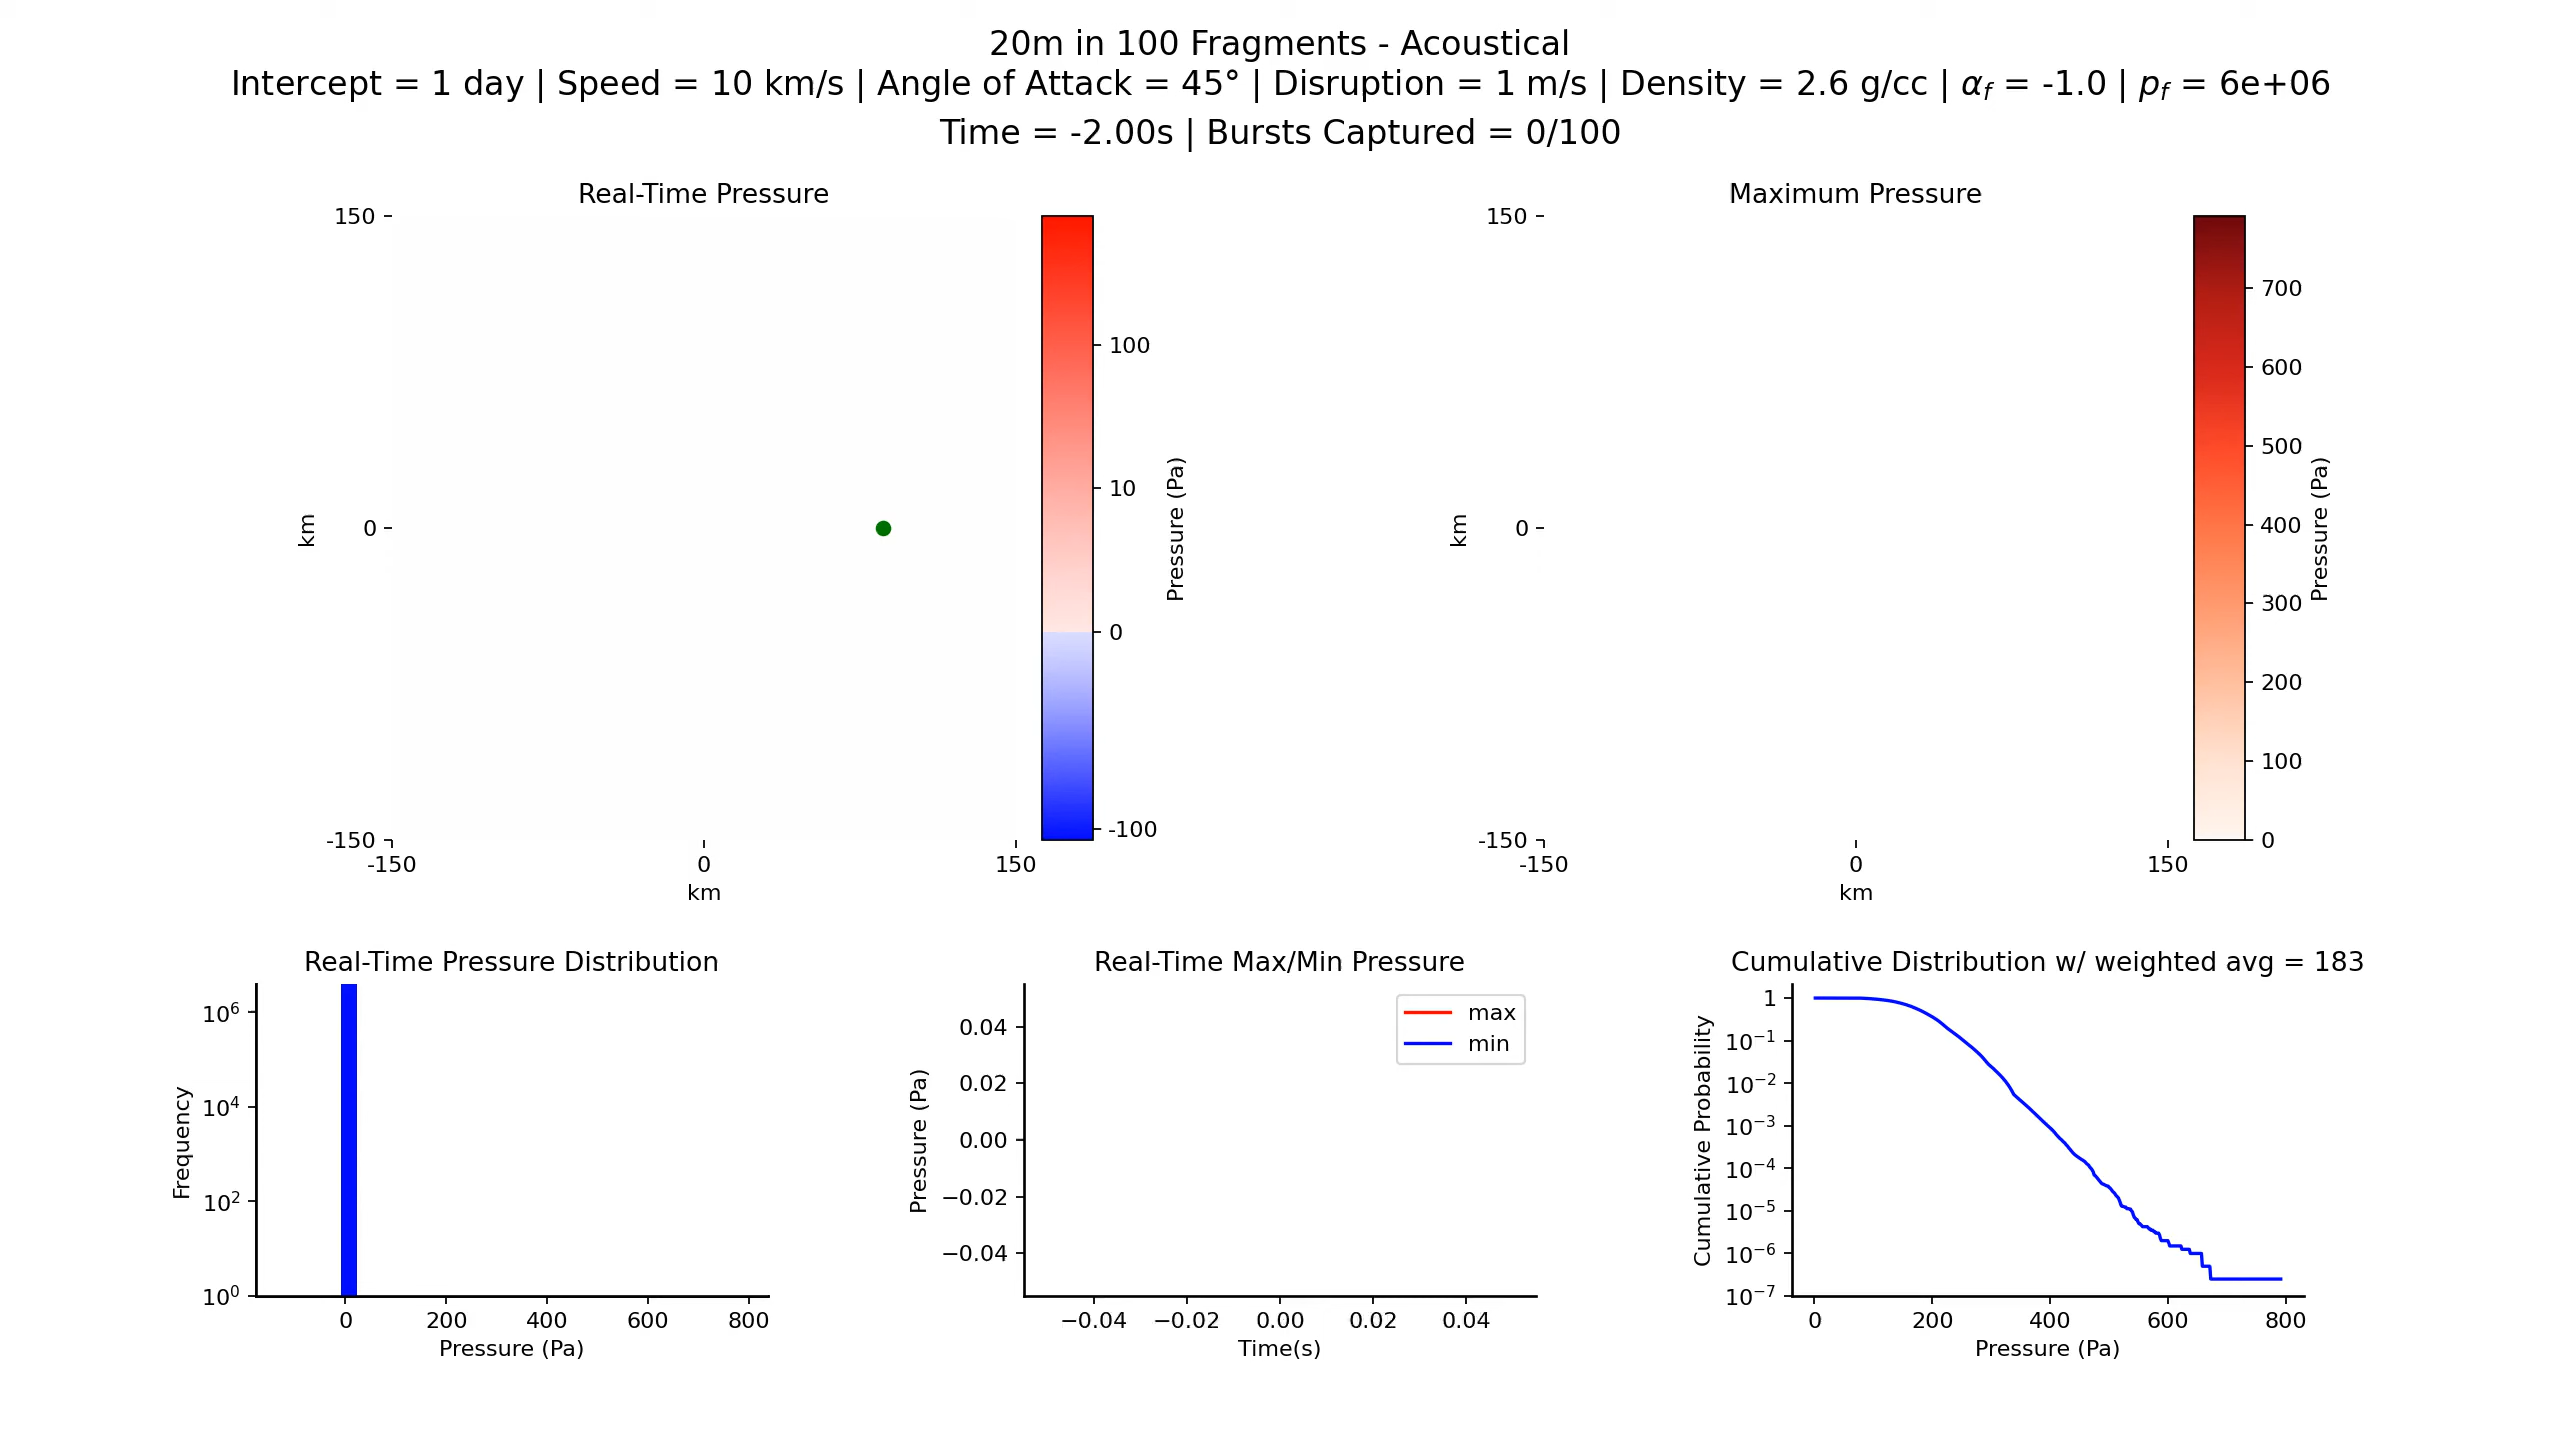 20m in 100 Fragments - Acoustical
Intercept = 1 day | Speed = 10 km/s | Angle of Attack = 45° | Disruption = 1 m/s | Density = 2.6 g/cc | α_f = -1.0 | p_f = 6e+06
Time = -2.00s | Bursts Captured = 0/100
Real-Time Pressure
150
0
-150
km
-150
0
150
km
100
10
0
-100
Pressure (Pa)
Maximum Pressure
150
0
-150
km
-150
0
150
km
700
600
500
400
300
200
100
0
Pressure (Pa)
Real-Time Pressure Distribution
10⁶
10⁴
10²
10⁰
Frequency
0
200
400
600
800
Pressure (Pa)
Real-Time Max/Min Pressure
max
min
0.04
0.02
0.00
−0.02
−0.04
Pressure (Pa)
−0.04
−0.02
0.00
0.02
0.04
Time(s)
Cumulative Distribution w/ weighted avg = 183
1
10⁻¹
10⁻²
10⁻³
10⁻⁴
10⁻⁵
10⁻⁶
10⁻⁷
Cumulative Probability
0
200
400
600
800
Pressure (Pa)